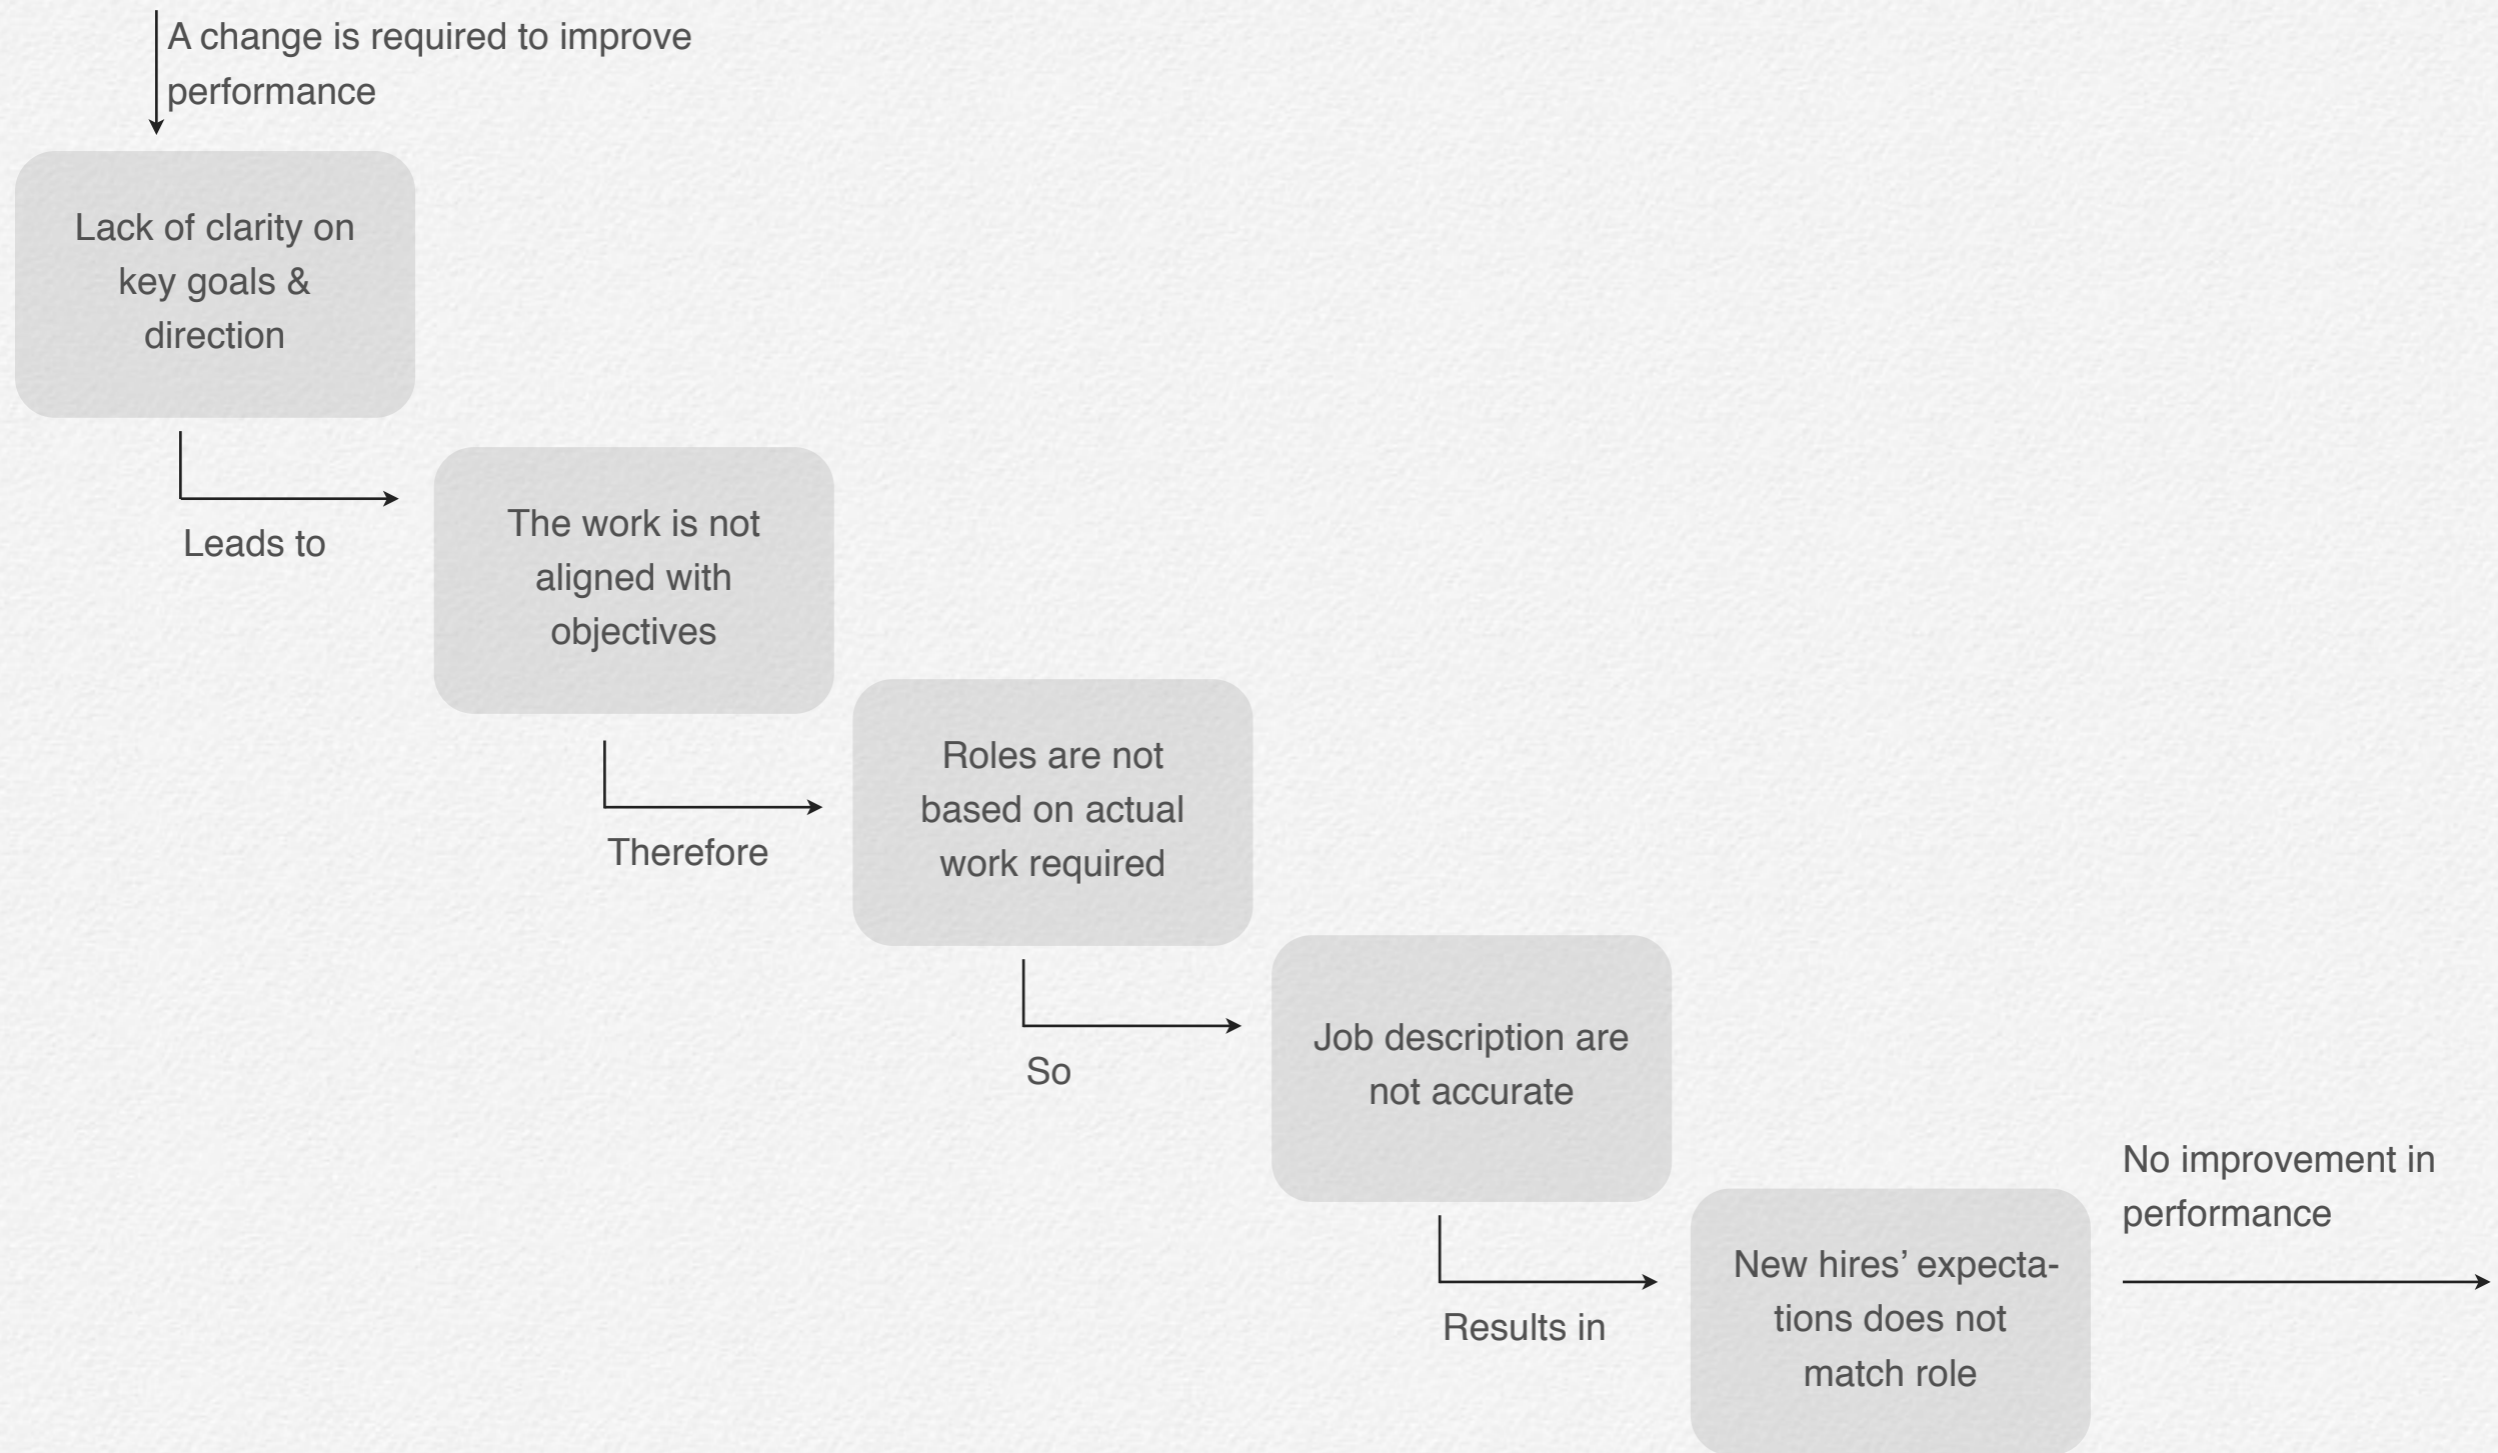 A change is required to improve
performance
Lack of clarity on
key goals &
direction
Leads to
The work is not
aligned with
objectives
Therefore
Roles are not
based on actual
work required
So
Job description are
not accurate
Results in
New hires’ expecta-
tions does not
match role
No improvement in
performance